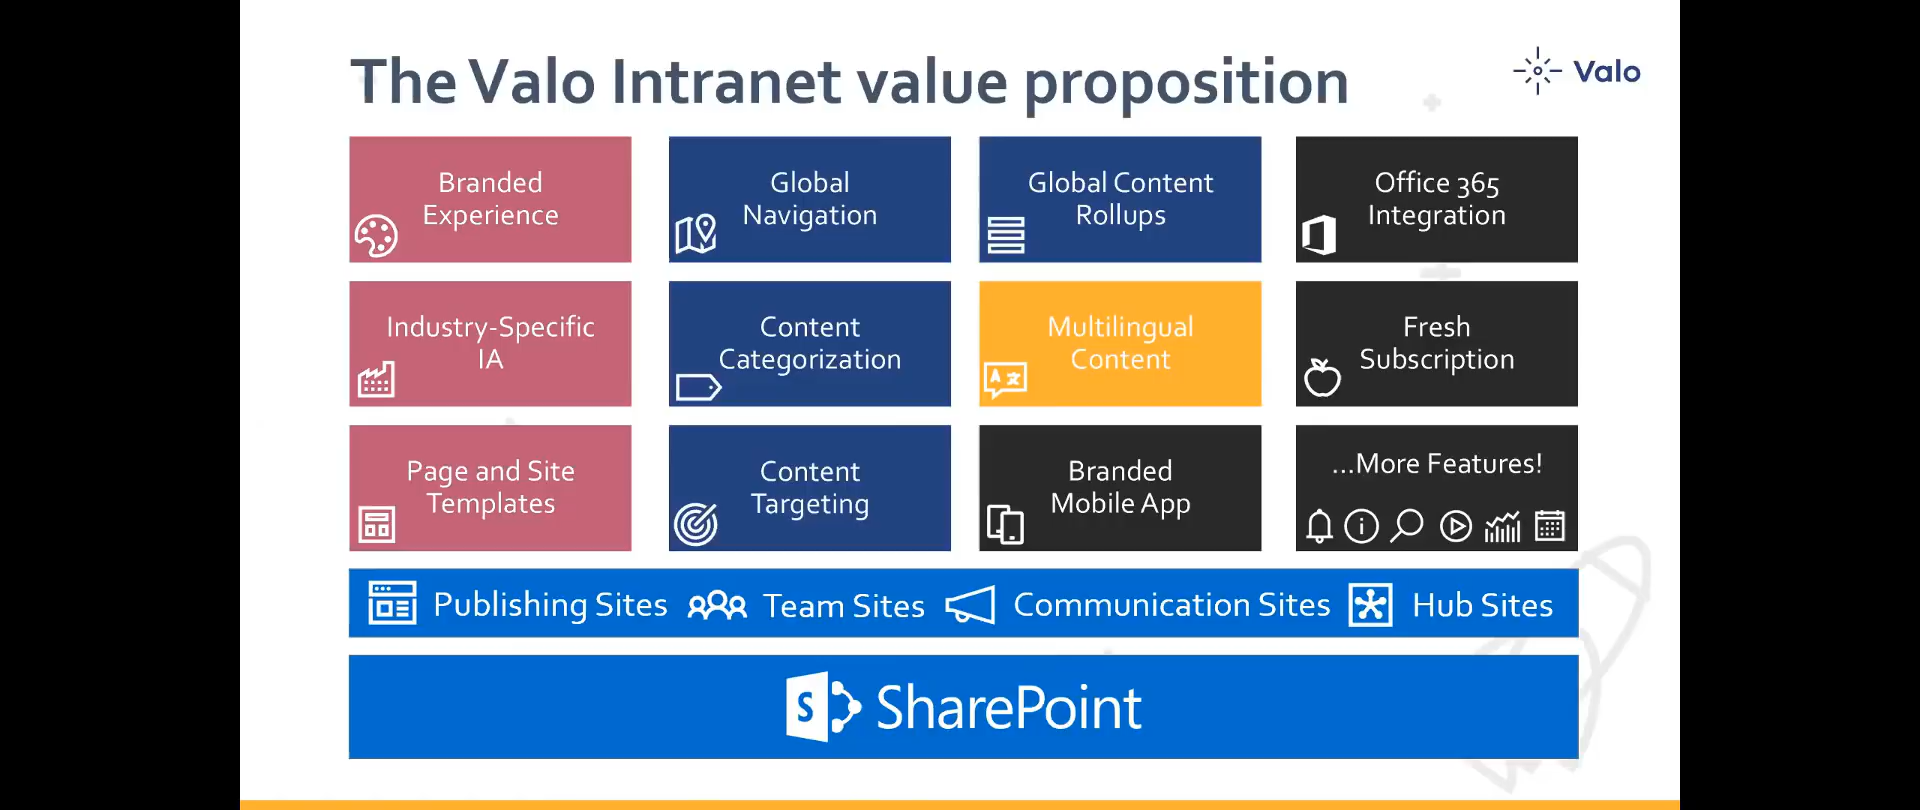 The Valo Intranet value proposition
Valo
Branded
Experience
Global
Navigation
Global Content
Rollups
Office 365
Integration
Industry-Specific
IA
Content
Categorization
Multilingual
Content
Fresh
Subscription
Page and Site
Templates
Content
Targeting
Branded
Mobile App
...More Features!
Publishing Sites
Team Sites
Communication Sites
Hub Sites
SharePoint